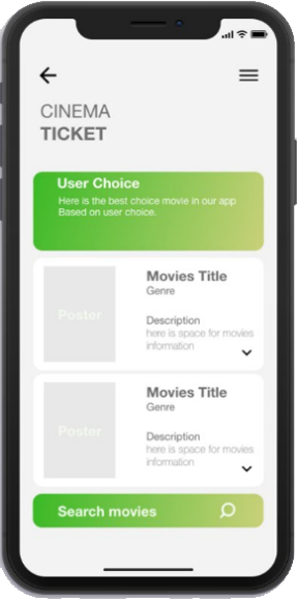 CINEMA
TICKET
User Choice
Here is the best choice movie in our app
Based on user choice.
Poster
Movies Title
Genre
Description
here is space for movies
information
Poster
Movies Title
Genre
Description
here is space for movies
information
Search movies